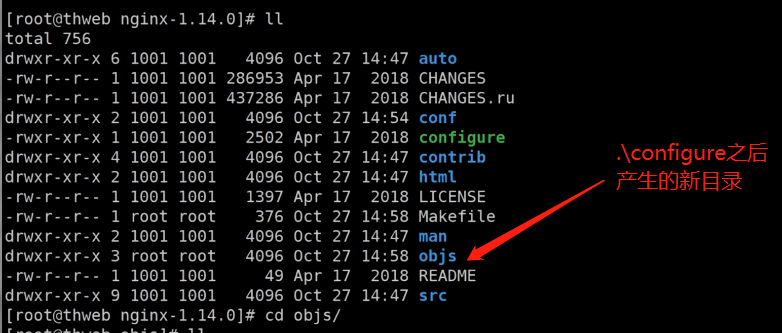 [root@thweb nginx-1.14.0]# ll
total 756
drwxr-xr-x 6 1001 1001   4096 Oct 27 14:47 auto
-rw-r--r-- 1 1001 1001 286953 Apr 17  2018 CHANGES
-rw-r--r-- 1 1001 1001 437286 Apr 17  2018 CHANGES.ru
drwxr-xr-x 2 1001 1001   4096 Oct 27 14:54 conf
-rwxr-xr-x 1 1001 1001   2502 Apr 17  2018 configure
drwxr-xr-x 4 1001 1001   4096 Oct 27 14:47 contrib
drwxr-xr-x 2 1001 1001   4096 Oct 27 14:47 html
-rw-r--r-- 1 1001 1001   1397 Apr 17  2018 LICENSE
-rw-r--r-- 1 root root    376 Oct 27 14:58 Makefile
drwxr-xr-x 2 1001 1001   4096 Oct 27 14:47 man
drwxr-xr-x 3 root root   4096 Oct 27 14:58 objs
-rw-r--r-- 1 1001 1001     49 Apr 17  2018 README
drwxr-xr-x 9 1001 1001   4096 Oct 27 14:47 src
[root@thweb nginx-1.14.0]# cd objs/
.\configure之后
产生的新目录